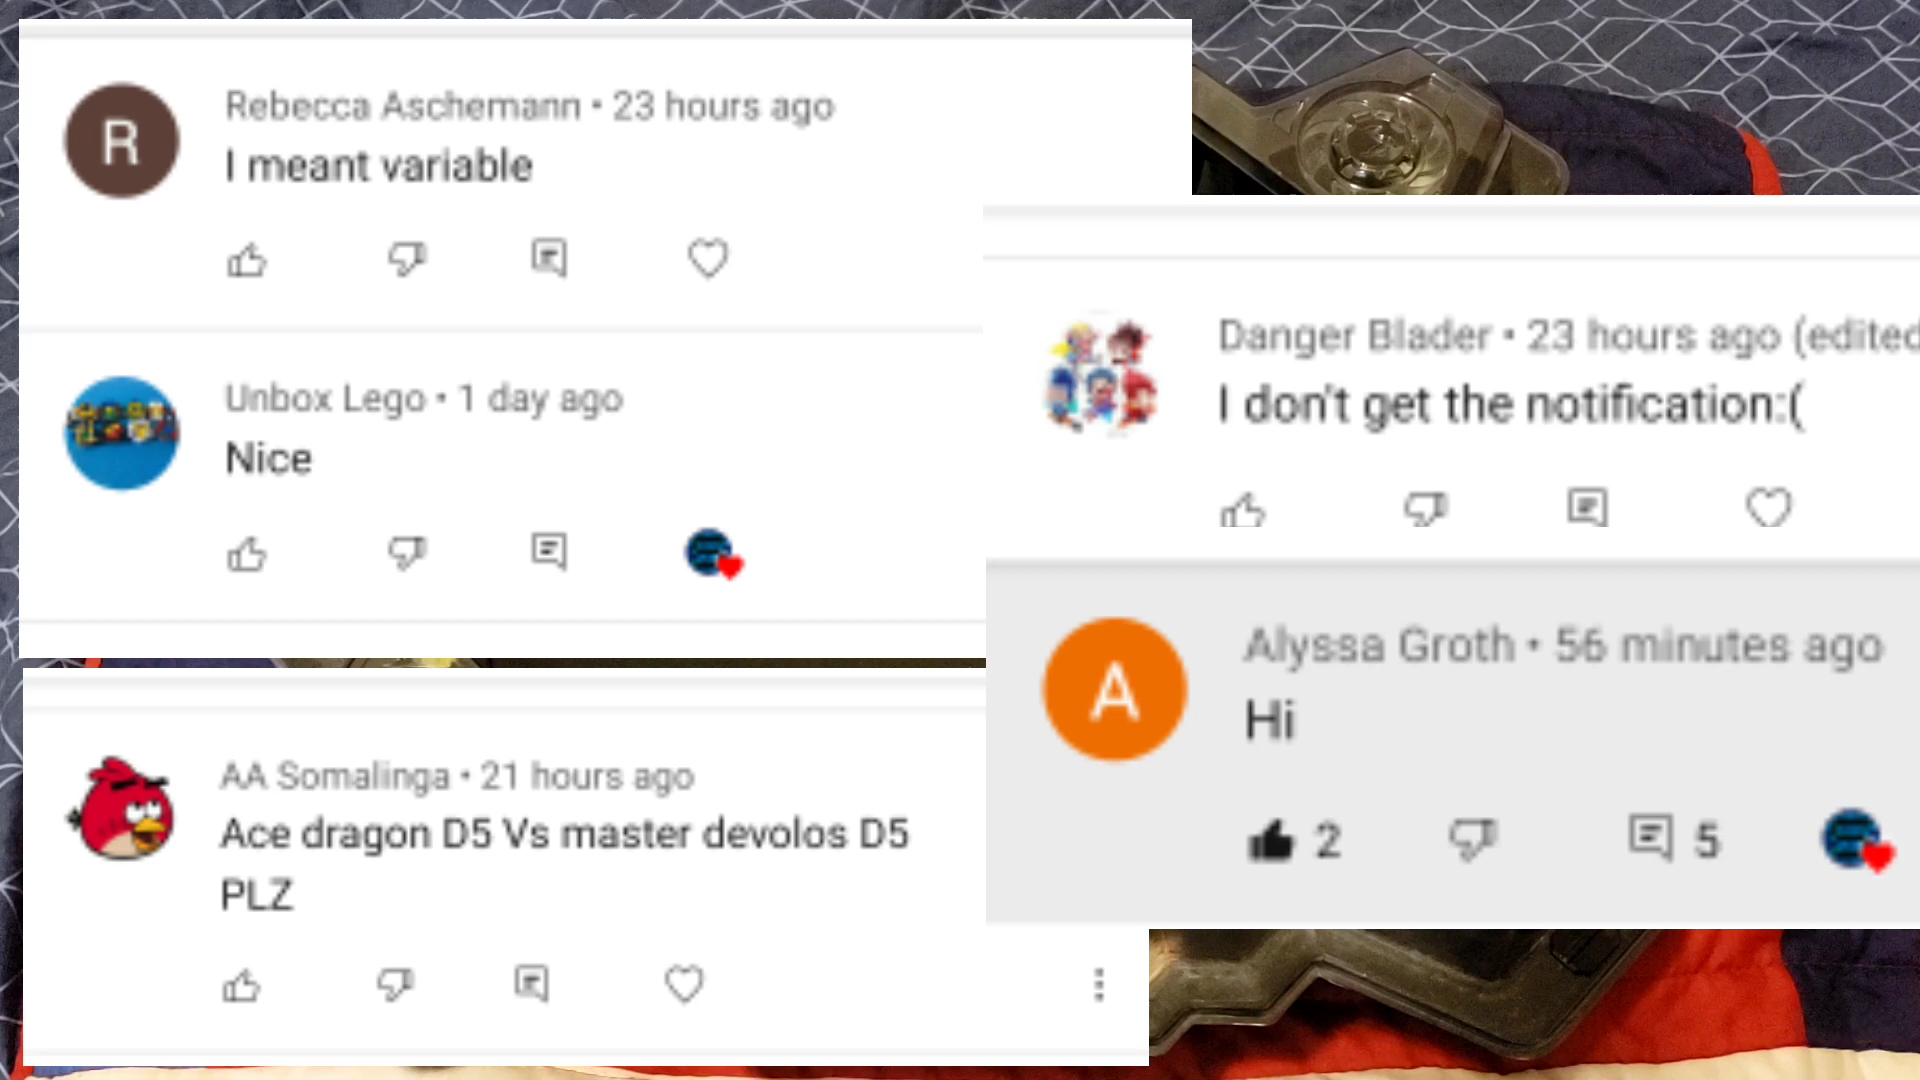 R
Rebecca Aschemann • 23 hours ago
I meant variable
Unbox Lego • 1 day ago
Nice
AA Somalinga • 21 hours ago
Ace dragon D5 Vs master devolos D5
PLZ
Danger Blader • 23 hours ago (edited
I don't get the notification:(
A
Alyssa Groth • 56 minutes ago
Hi
2 5